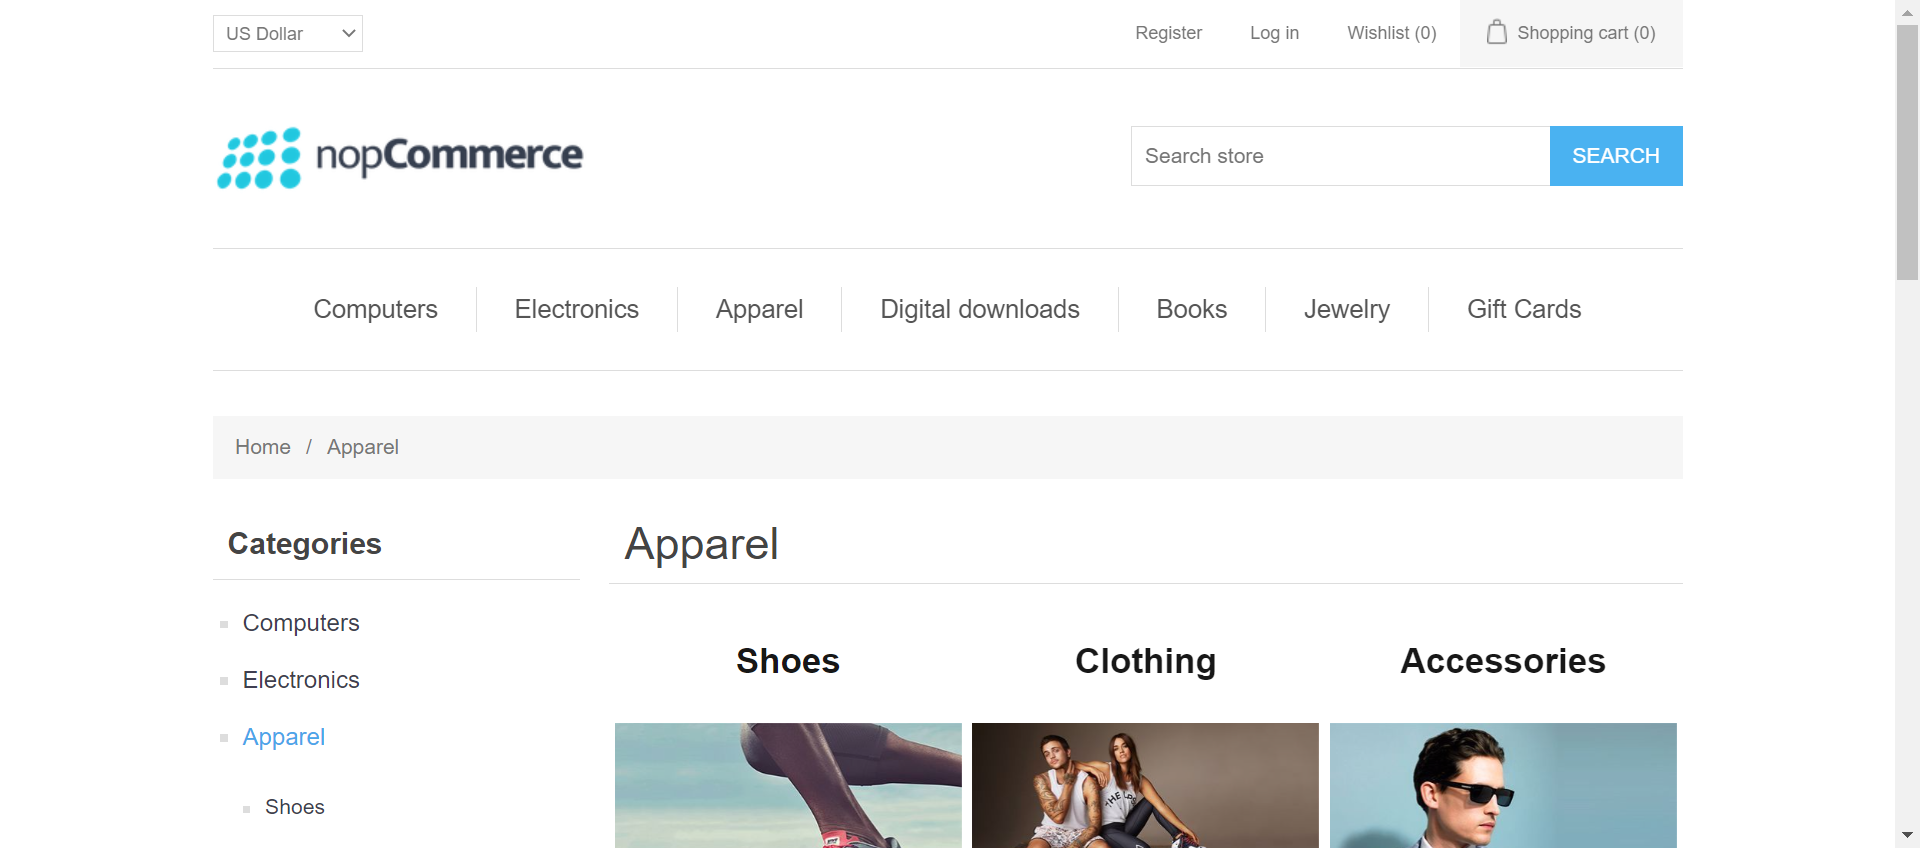 US Dollar
Register
Log in
Wishlist (0)
Shopping cart (0)
nopCommerce
Search store
SEARCH
Computers
Electronics
Apparel
Digital downloads
Books
Jewelry
Gift Cards
Home / Apparel
Categories
Computers
Electronics
Apparel
Shoes
Apparel
Shoes
Clothing
Accessories